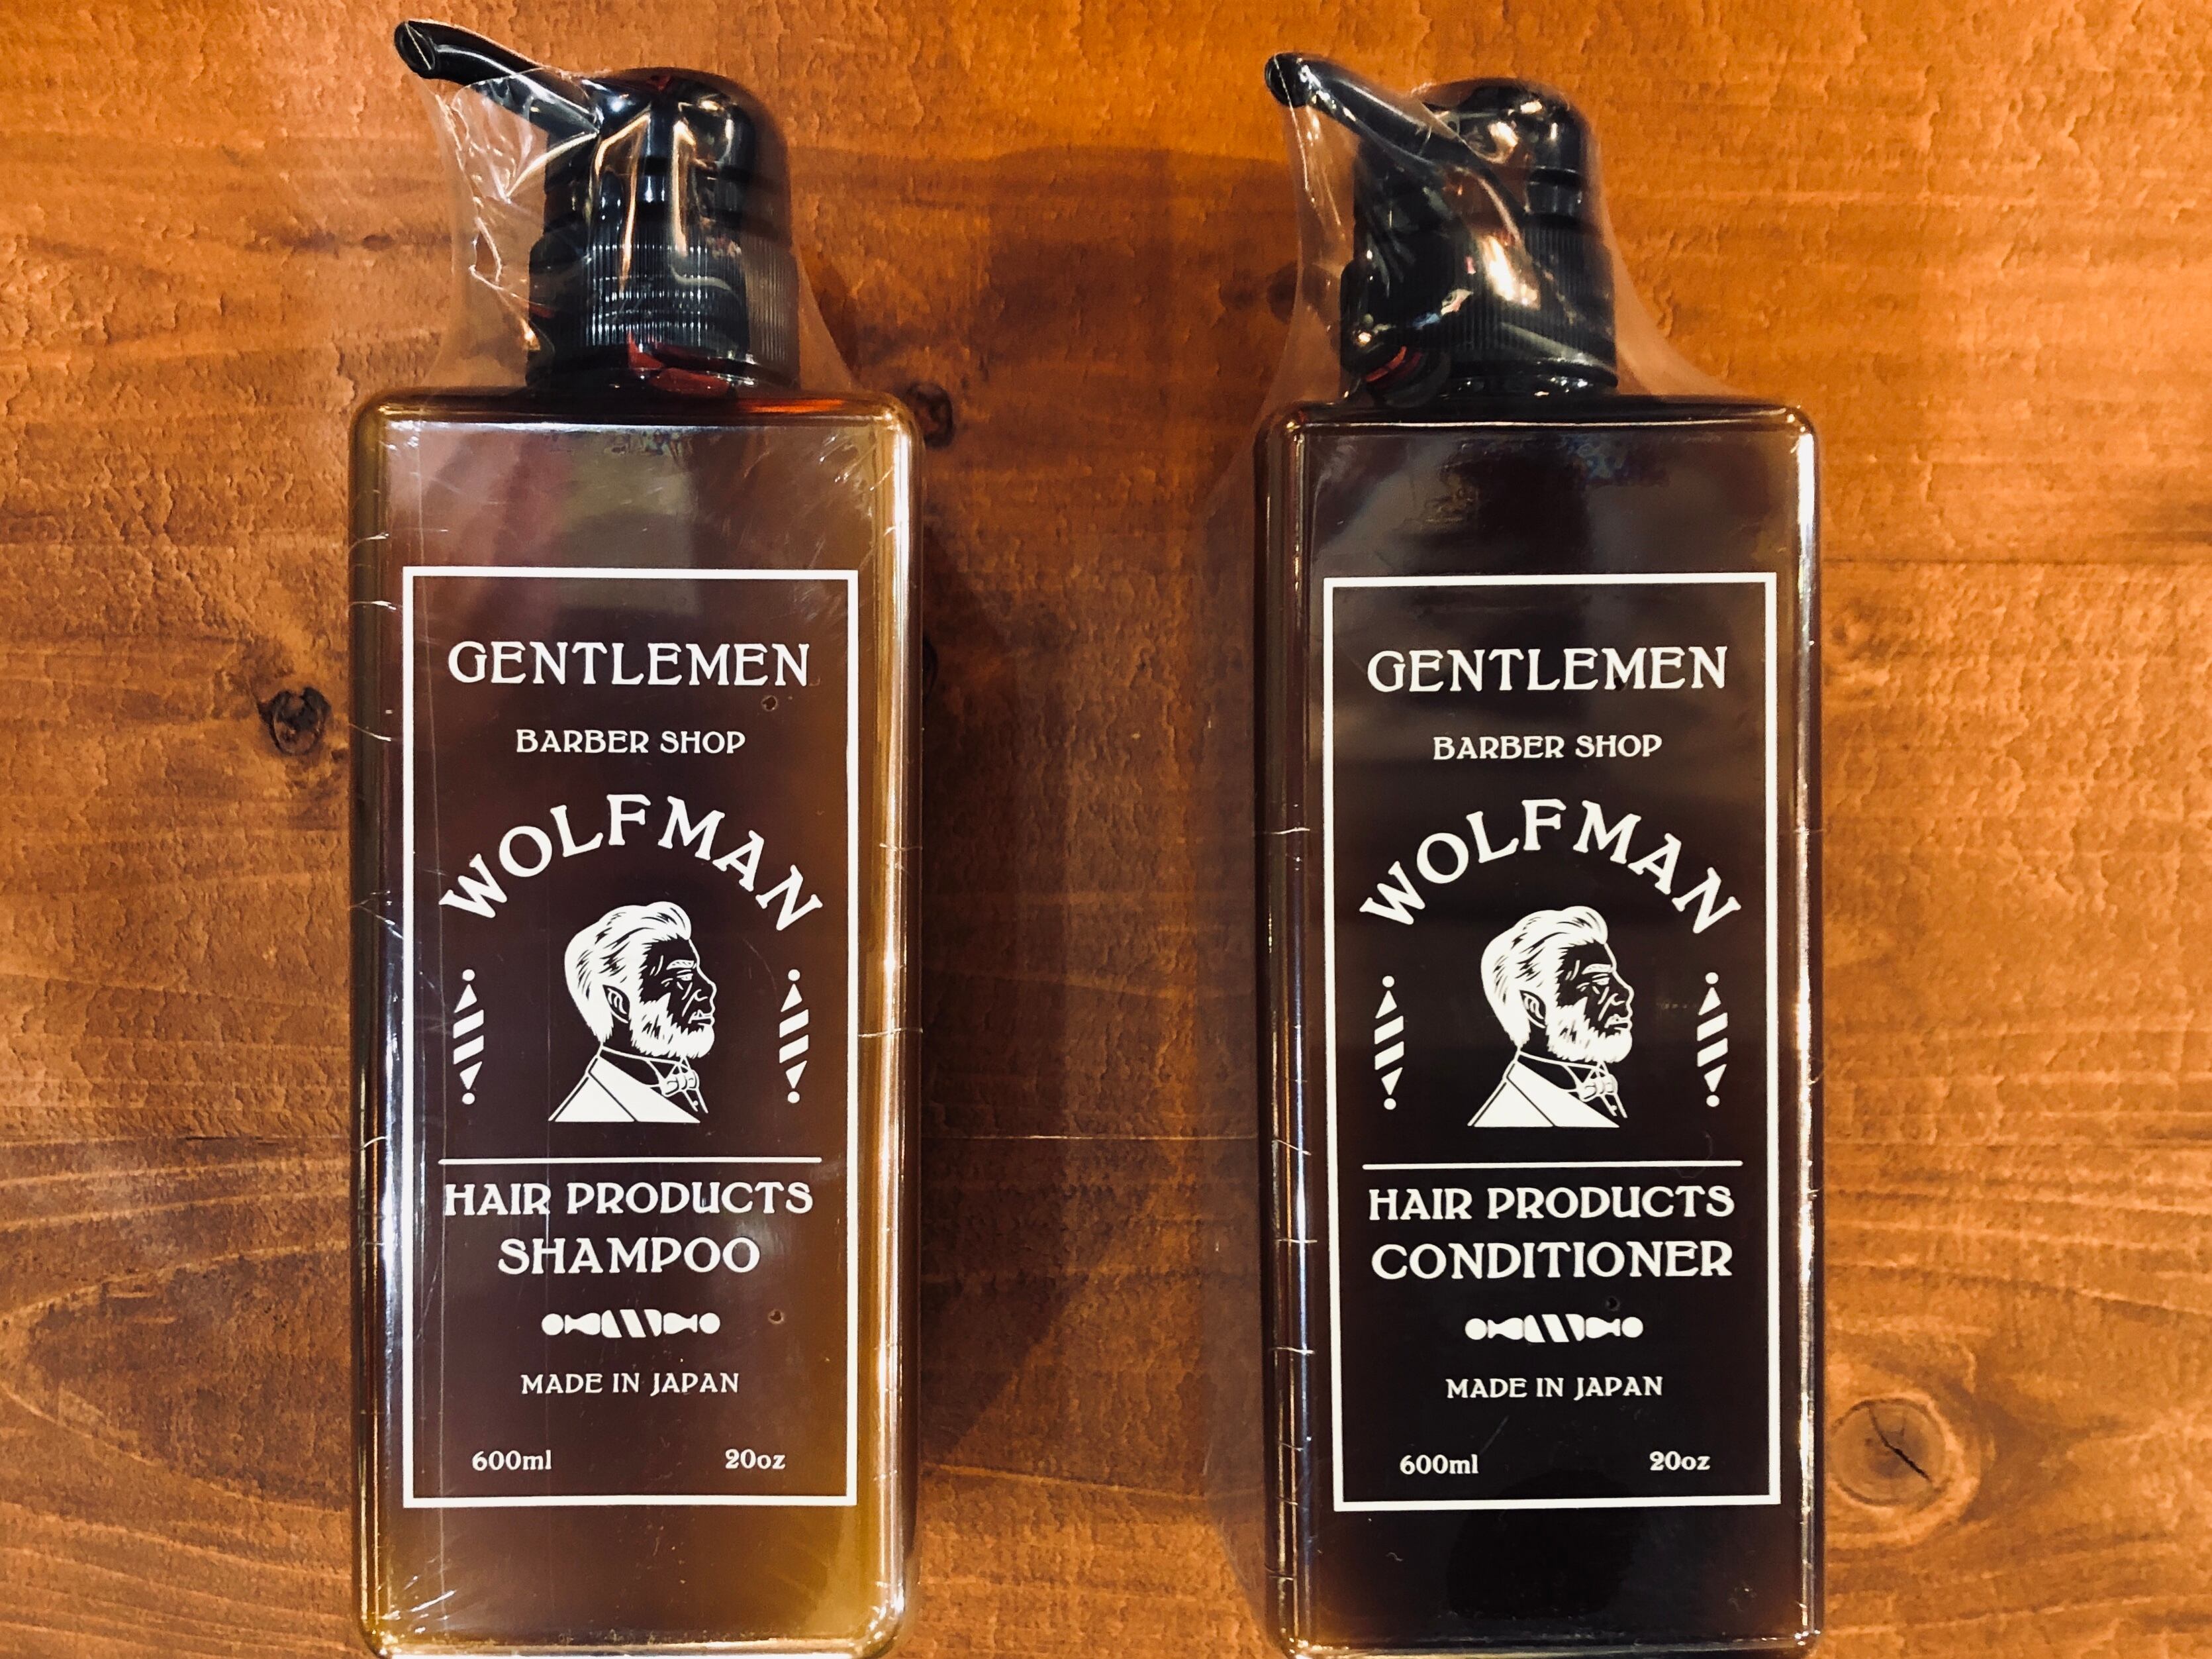 GENTLEMEN
BARBER SHOP
WOLFMAN
HAIR PRODUCTS
SHAMPOO
MADE IN JAPAN
600ml 20oz
GENTLEMEN
BARBER SHOP
WOLFMAN
HAIR PRODUCTS
CONDITIONER
MADE IN JAPAN
600ml 20oz